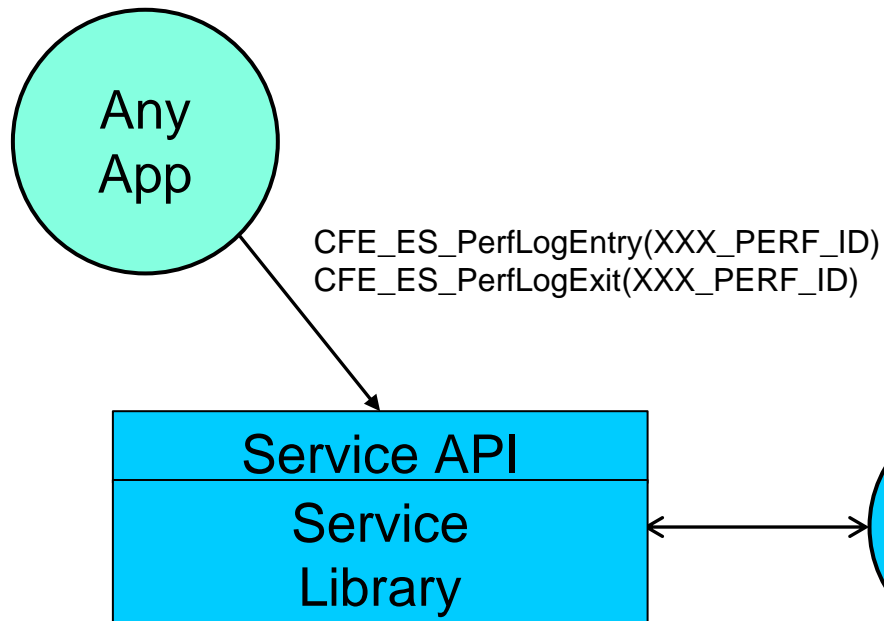 Any
App
CFE_ES_PerfLogEntry(XXX_PERF_ID)
CFE_ES_PerfLogExit(XXX_PERF_ID)
Service API
Service
Library